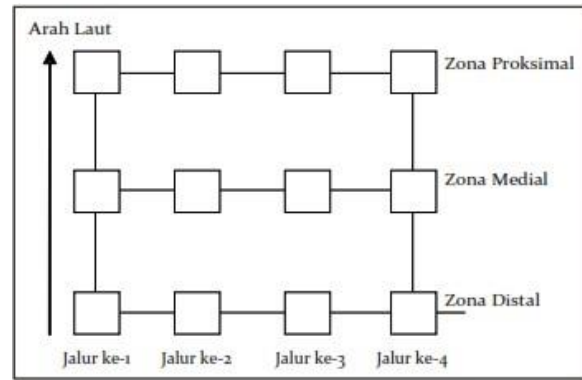 Arah Laut
Zona Proksimal
Zona Medial
Zona Distal
Jalur ke-1 Jalur ke-2 Jalur ke-3 Jalur ke-4